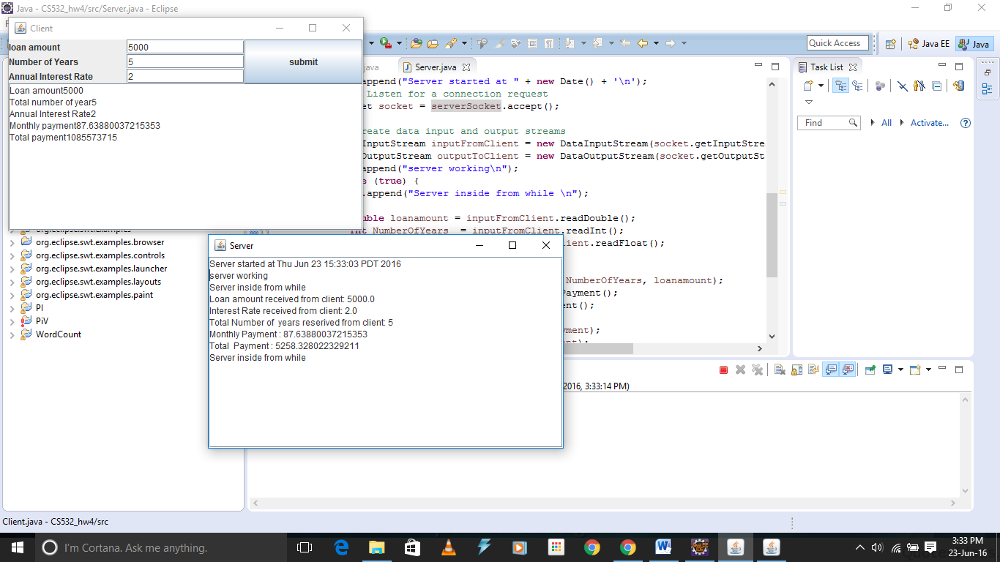 Java - CS532_hw4/src/Server.java - Eclipse
Client
loan amount 5000
Number of Years 5
Annual Interest Rate 2
submit
Loan amount5000
Total number of year5
Annual Interest Rate2
Monthly payment87.63880037215353
Total payment1085573715
Quick Access
Java EE
Java
java
Server.java
append("Server started at " + new Date() + '\n');
Listen for a connection request
et socket = serverSocket.accept();
reate data input and output streams
InputStream inputFromClient = new DataInputStream(socket.getInputStre
OutputStream outputToClient = new DataOutputStream(socket.getOutputSt
append("server working\n");
e (true) {
.append("Server inside from while \n");
uble loanamount = inputFromClient.readDouble();
int NumberOfYears = inputFromClient.readInt();
lient.readFloat();
NumberOfYears, loanamount);
Payment();
ent();
yment);
Task List
Find
All
Activate...
org.eclipse.swt.examples.browser
org.eclipse.swt.examples.controls
org.eclipse.swt.examples.launcher
org.eclipse.swt.examples.layouts
org.eclipse.swt.examples.paint
PI
PiV
WordCount
Server
Server started at Thu Jun 23 15:33:03 PDT 2016
server working
Server inside from while
Loan amount received from client: 5000.0
Interest Rate received from client: 2.0
Total Number of years reserived from client: 5
Monthly Payment : 87.63880037215353
Total Payment : 5258.328022329211
Server inside from while
2016, 3:33:14 PM)
Client.java - CS532_hw4/src
I'm Cortana. Ask me anything.
3:33 PM
23-Jun-16